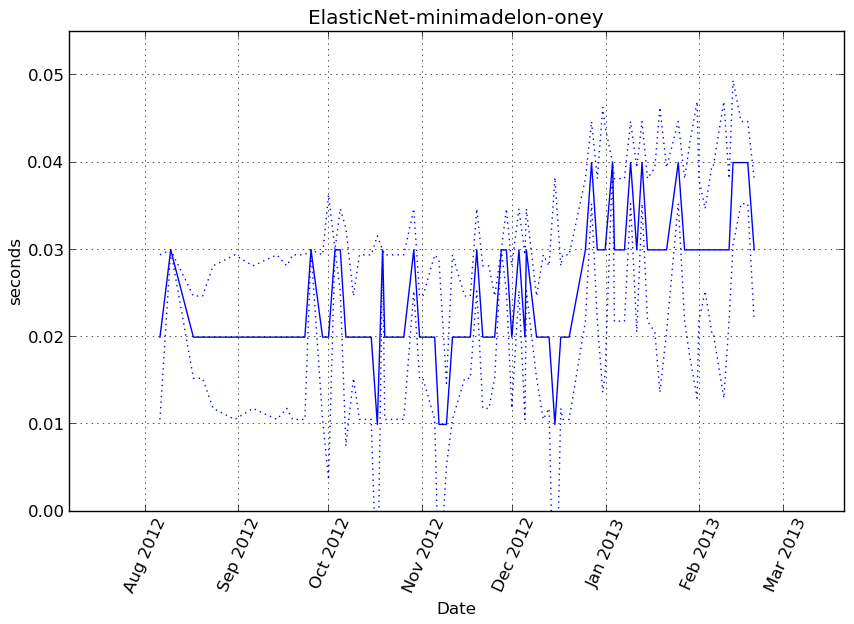 ElasticNet-minimadelon-oney
0.05
0.04
0.03
0.02
0.01
0.00
seconds
Aug 2012
Sep 2012
Oct 2012
Nov 2012
Dec 2012
Jan 2013
Feb 2013
Mar 2013
Date